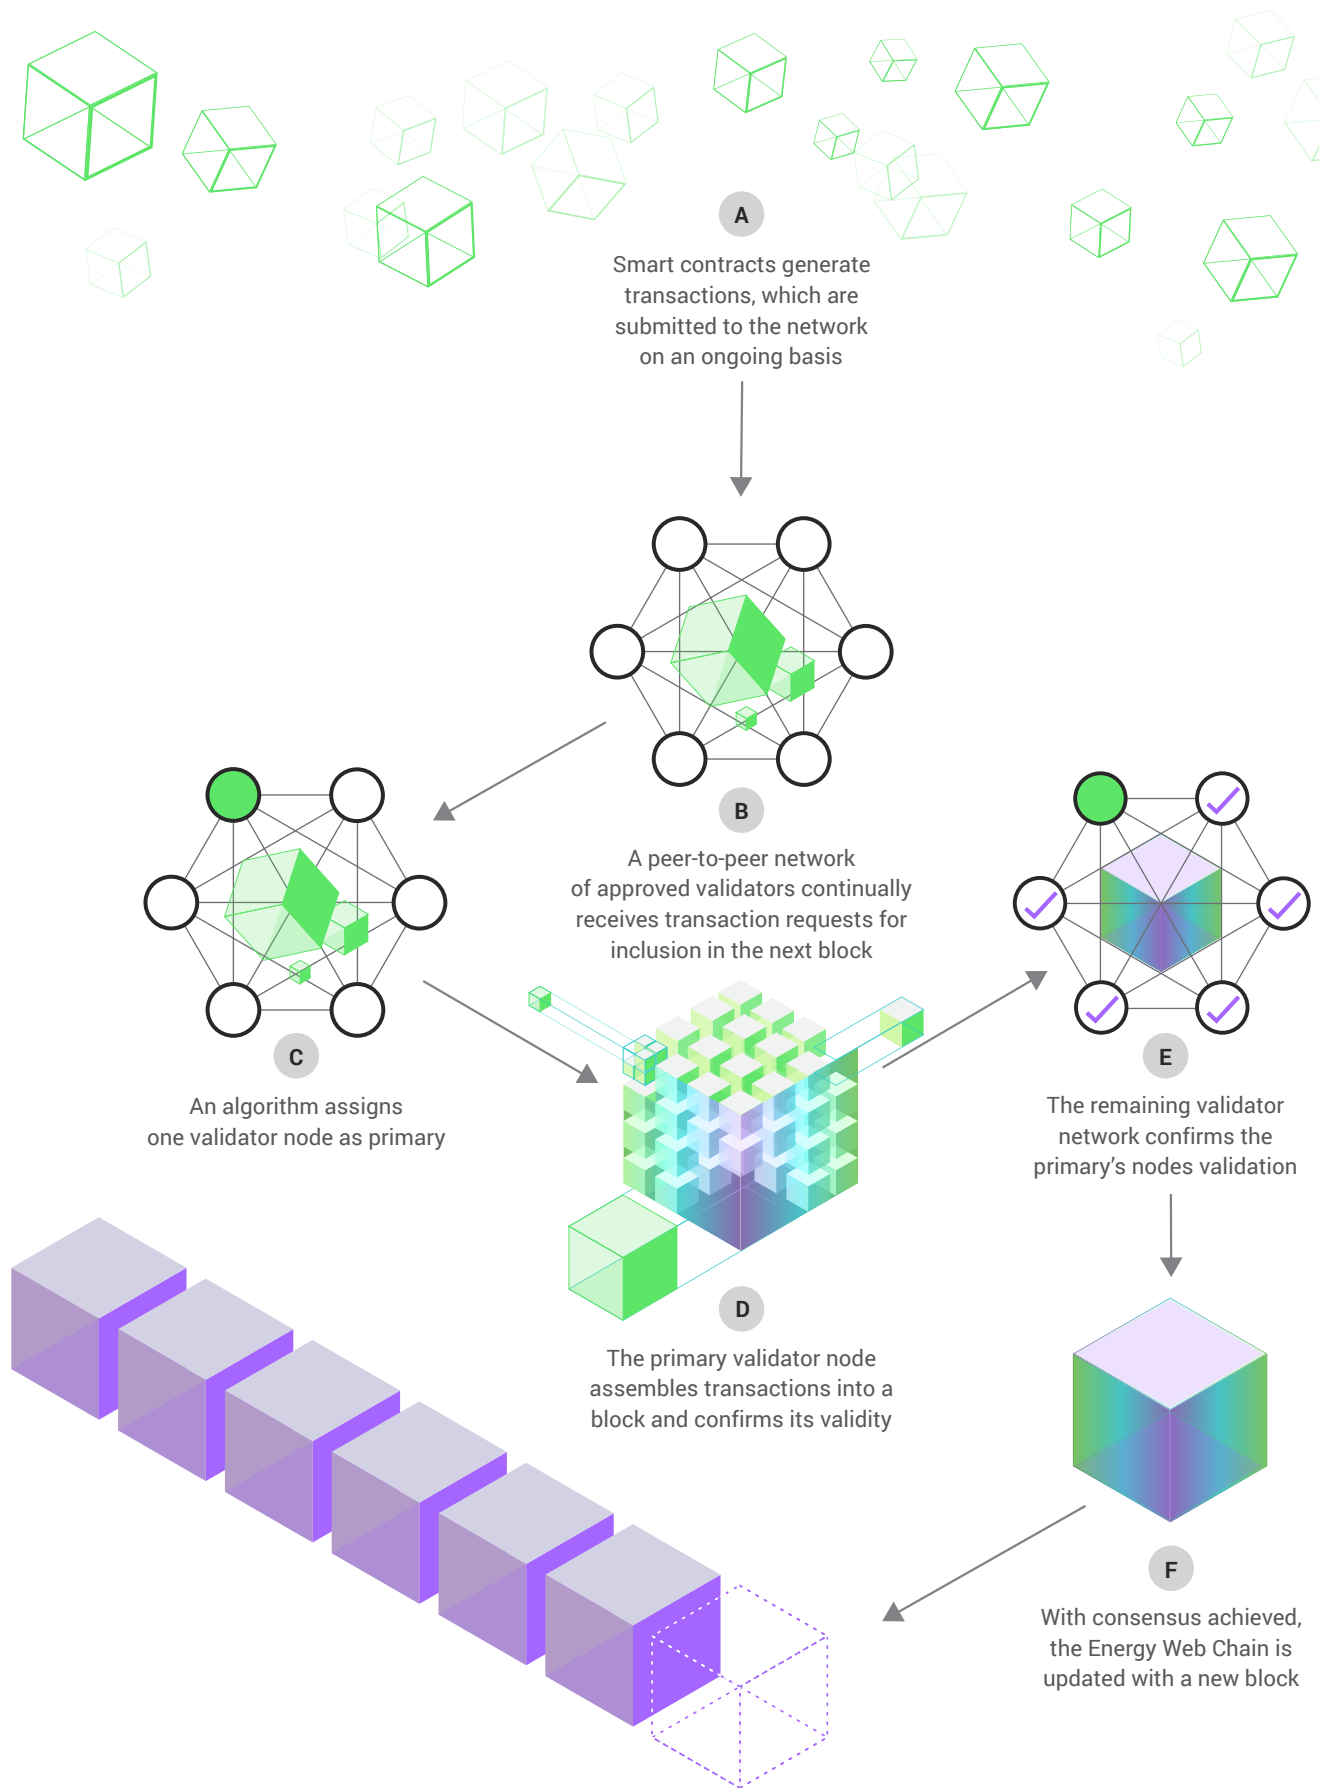 A
Smart contracts generate
transactions, which are
submitted to the network
on an ongoing basis
B
A peer-to-peer network
of approved validators continually
receives transaction requests for
inclusion in the next block
C
An algorithm assigns
one validator node as primary
D
The primary validator node
assembles transactions into a
block and confirms its validity
E
The remaining validator
network confirms the
primary’s nodes validation
F
With consensus achieved,
the Energy Web Chain is
updated with a new block